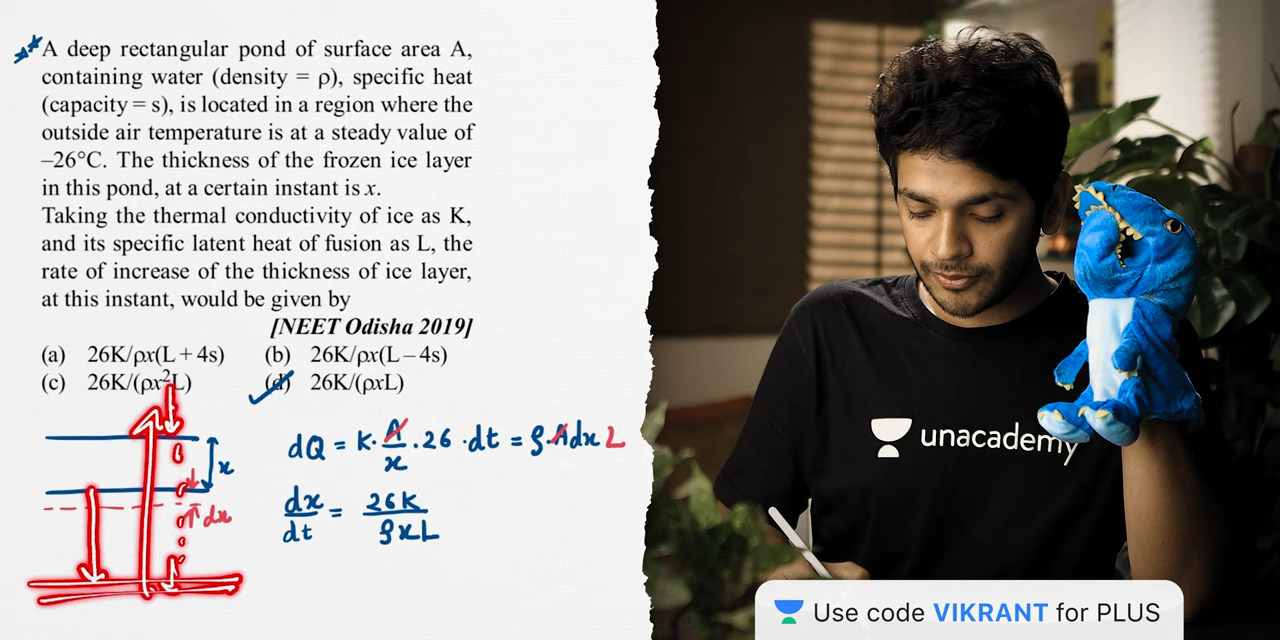 A deep rectangular pond of surface area A,
containing water (density = ρ), specific heat
(capacity = s), is located in a region where the
outside air temperature is at a steady value of
–26°C. The thickness of the frozen ice layer
in this pond, at a certain instant is x.
Taking the thermal conductivity of ice as K,
and its specific latent heat of fusion as L, the
rate of increase of the thickness of ice layer,
at this instant, would be given by
[NEET Odisha 2019]
(a) 26K/ρx(L + 4s) (b) 26K/ρx(L – 4s)
(c) 26K/(ρx²L) (d) 26K/(ρxL)
x
dx
dQ = K·A/x·26·dt = ρ·A dx L
dx/dt = 26K/ρxL
unacademy
Use code VIKRANT for PLUS